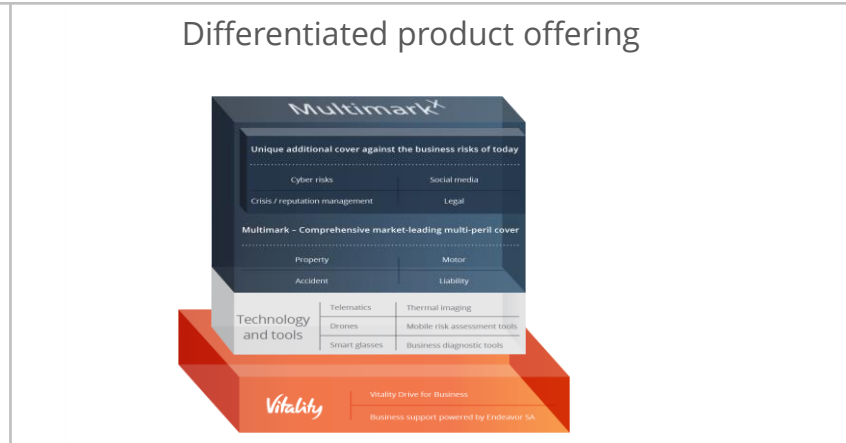 Differentiated product offering
Multimarkˣ
Unique additional cover against the business risks of today
Cyber risks Social media
Crisis / reputation management Legal
Multimark – Comprehensive market-leading multi-peril cover
Property Motor
Accident Liability
Technology and tools
Telematics Thermal imaging
Drones Mobile risk assessment tools
Smart glasses Business diagnostic tools
Vitality
Vitality Drive for Business
Business support powered by Endeavor SA